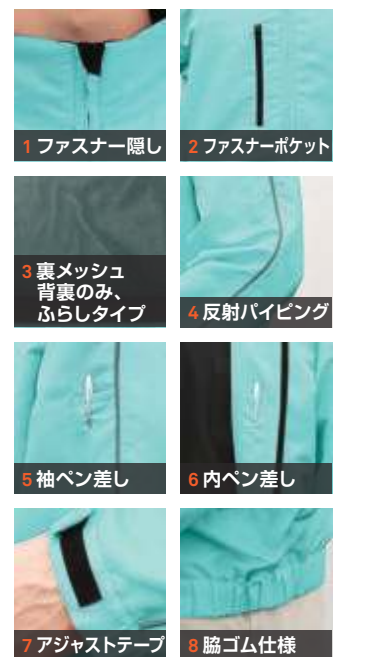 1 ファスナー隠し
2 ファスナーポケット
3 裏メッシュ
背裏のみ、
ふらしタイプ
4 反射パイピング
5 袖ペン差し
6 内ペン差し
7 アジャストテープ
8 脇ゴム仕様